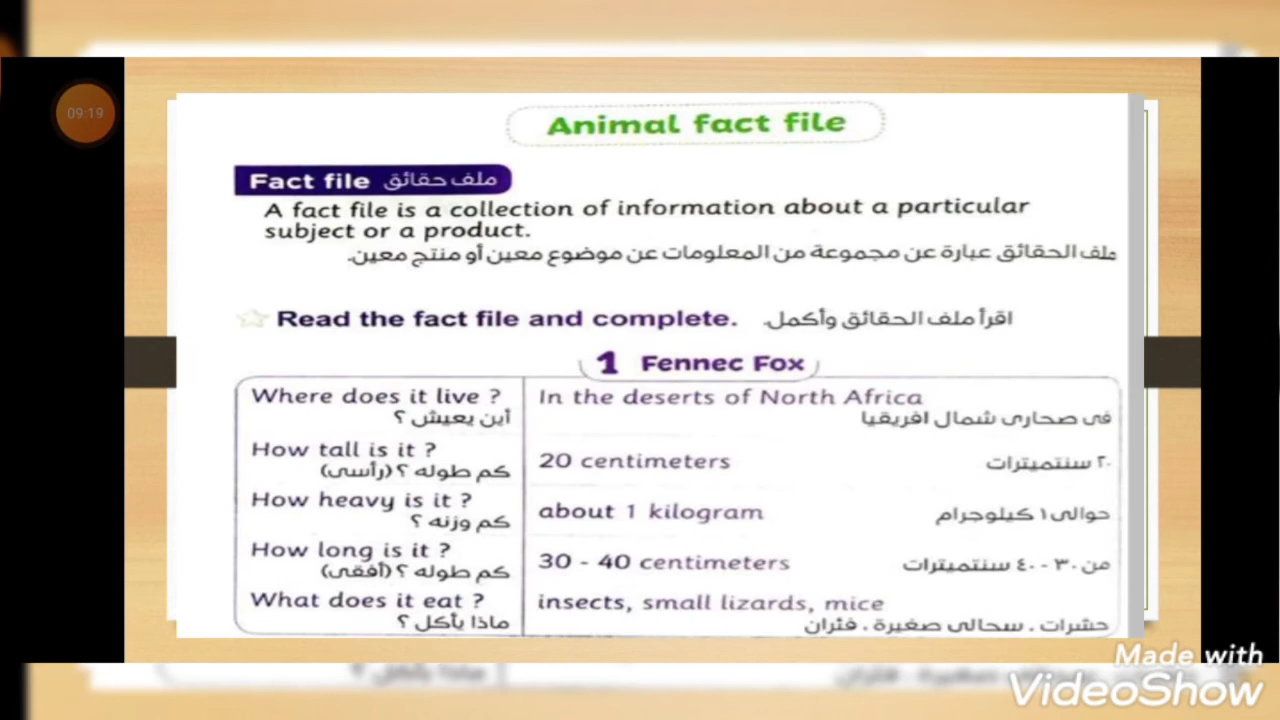 09:19
Animal fact file
Fact file ملف حقائق
A fact file is a collection of information about a particular
subject or a product.
ملف الحقائق عبارة عن مجموعة من المعلومات عن موضوع معين أو منتج معين.
Read the fact file and complete. اقرأ ملف الحقائق وأكمل.
1 Fennec Fox
Where does it live ? In the deserts of North Africa
أين يعيش ؟ فى صحارى شمال افريقيا
How tall is it ?
كم طوله ؟ (رأسى) 20 centimeters ٢٠ سنتميترات
How heavy is it ?
كم وزنه ؟ about 1 kilogram حوالى ١ كيلوجرام
How long is it ?
كم طوله ؟ (أفقى) 30 - 40 centimeters من ٣٠ - ٤٠ سنتميترات
What does it eat ? insects, small lizards, mice
ماذا يأكل ؟ حشرات ، سحالى صغيرة ، فئران
Made with
VideoShow